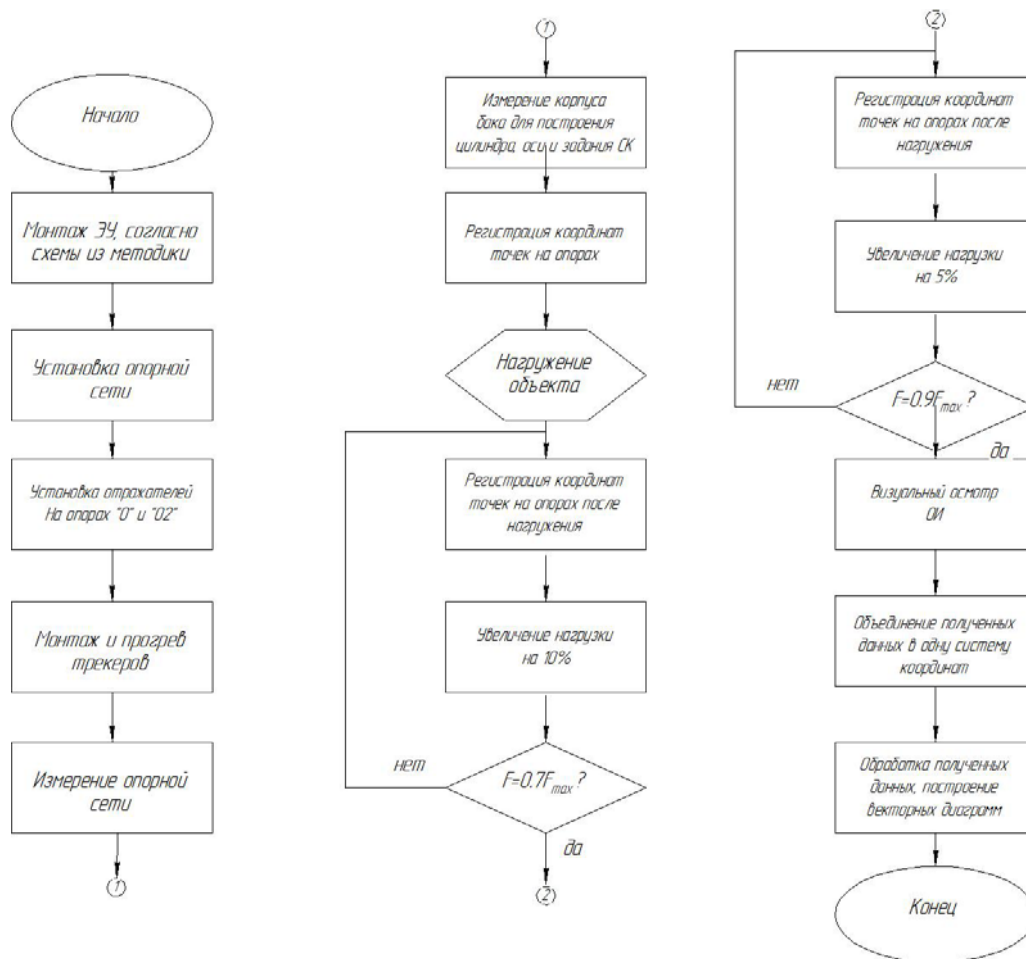 Начало
Монтаж ЭУ, согласно
схемы из методики
Установка опорной
сети
Установка отражателей
На опорах "0" и "02"
Монтаж и прогрев
трекеров
Измерение опорной
сети
1
1
Измерение корпуса
бака для построения
цилиндра, оси и задания СК
Регистрация координат
точек на опорах
Нагружение
объекта
Регистрация координат
точек на опорах после
нагружения
Увеличение нагрузки
на 10%
нет
F=0.7Fmax?
да
2
2
Регистрация координат
точек на опорах после
нагружения
Увеличение нагрузки
на 5%
нет
F=0.9Fmax?
да
Визуальный осмотр
ОИ
Объединение полученных
данных в одну систему
координат
Обработка полученных
данных, построение
векторных диаграмм
Конец